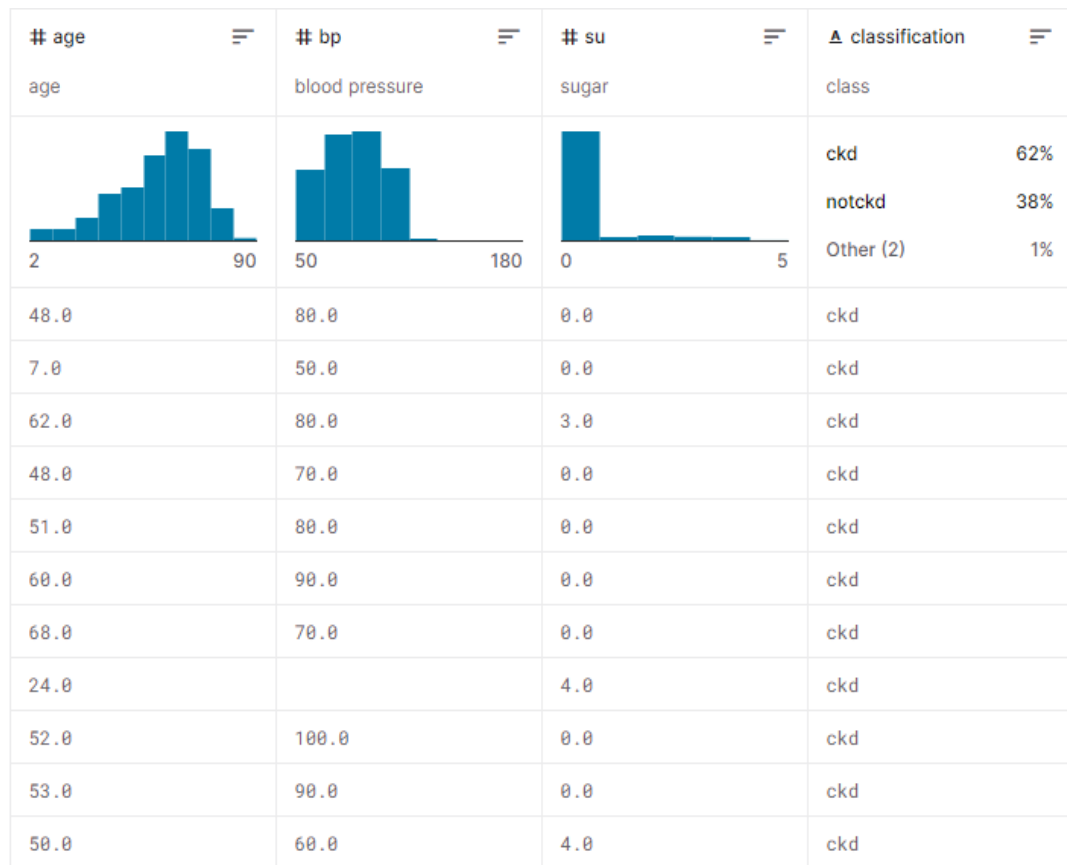 # age # bp # su A classification
age blood pressure sugar class
ckd 62%
notckd 38%
Other (2) 1%
2 90 50 180 0 5
48.0 80.0 0.0 ckd
7.0 50.0 0.0 ckd
62.0 80.0 3.0 ckd
48.0 70.0 0.0 ckd
51.0 80.0 0.0 ckd
60.0 90.0 0.0 ckd
68.0 70.0 0.0 ckd
24.0 4.0 ckd
52.0 100.0 0.0 ckd
53.0 90.0 0.0 ckd
50.0 60.0 4.0 ckd